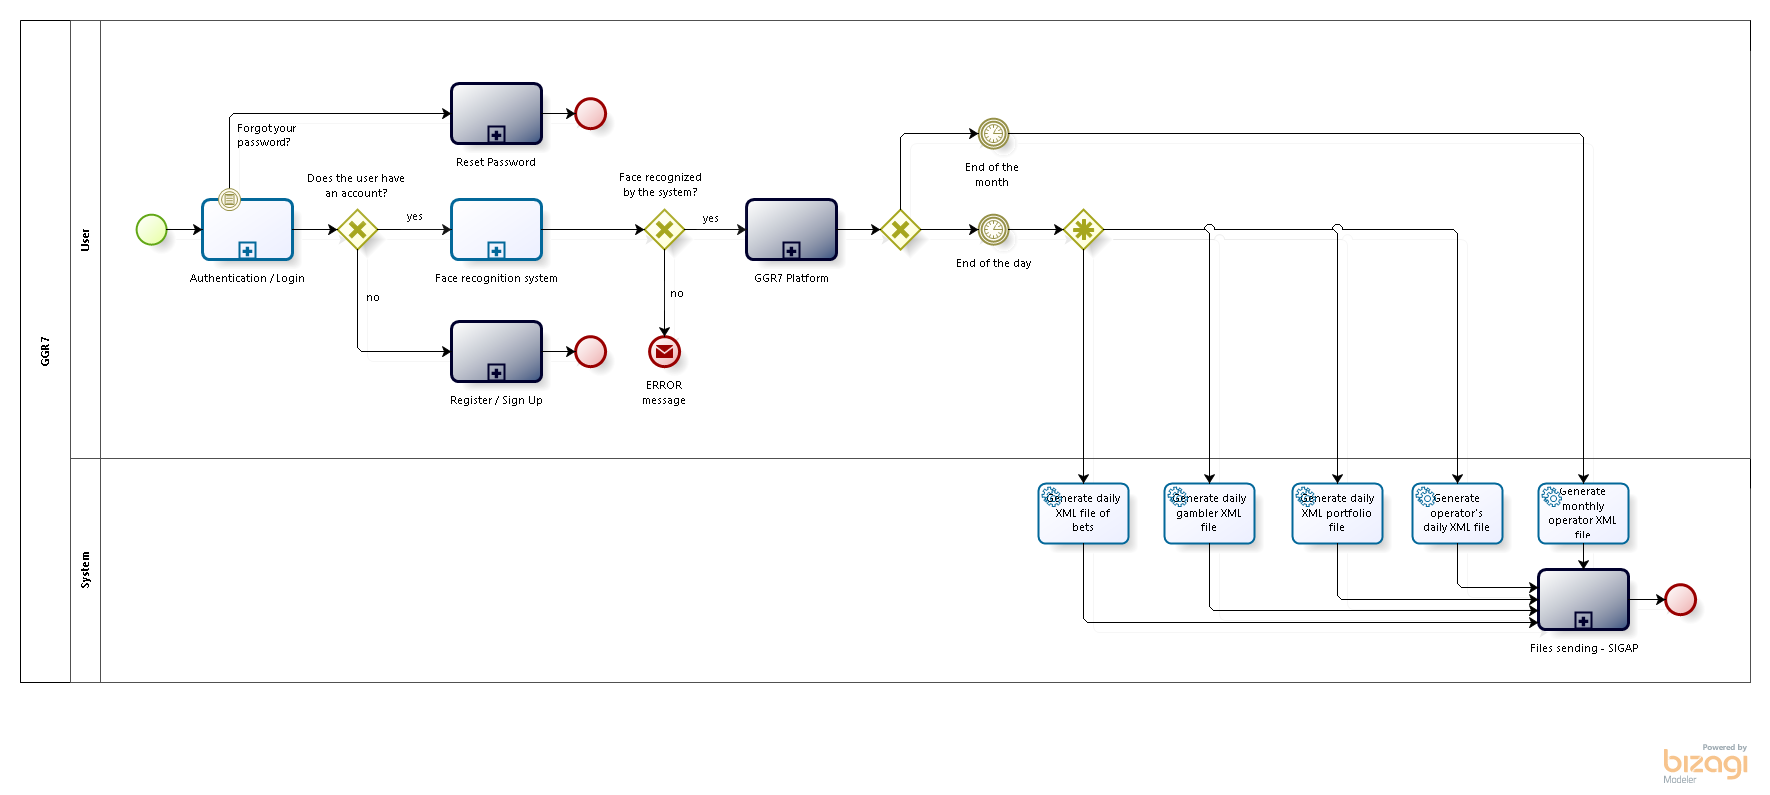 GGR7
User
System
Forgot your
password?
Reset Password
Does the user have
an account?
yes
no
Authentication / Login
Face recognition system
Register / Sign Up
Face recognized
by the system?
yes
no
ERROR
message
GGR7 Platform
End of the
month
End of the day
Generate daily
XML file of
bets
Generate daily
gambler XML
file
Generate daily
XML portfolio
file
Generate
operator's
daily XML file
Generate
monthly
operator XML
file
Files sending - SIGAP
Powered by
bizagi
Modeler